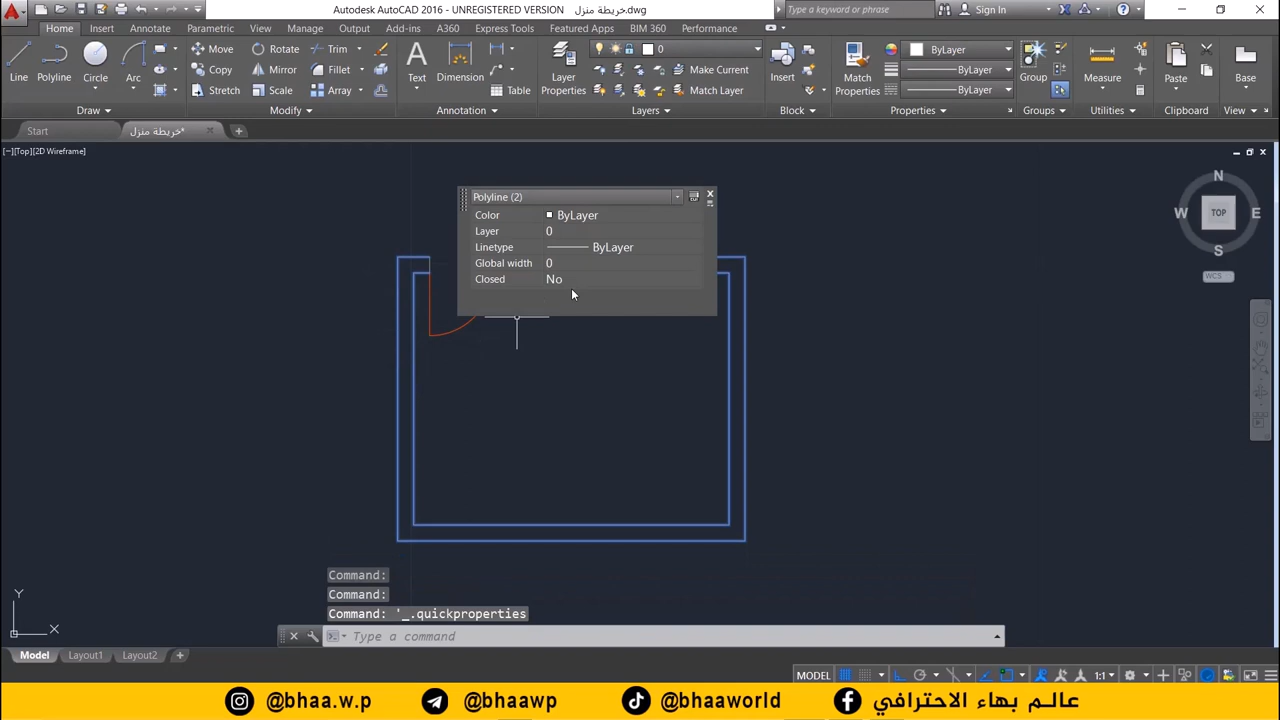 Autodesk AutoCAD 2016 - UNREGISTERED VERSION خريطة منزل.dwg
Type a keyword or phrase
Sign In
Home Insert Annotate Parametric View Manage Output Add-ins A360 Express Tools Featured Apps BIM 360 Performance
Line Polyline Circle Arc
Move Rotate Trim
Copy Mirror Fillet
Stretch Scale Array
Text Dimension Table
Layer Properties
0
Make Current
Match Layer
Insert
Match Properties
ByLayer
ByLayer
ByLayer
Group Measure Paste Base
Draw Modify Annotation Layers Block Properties Groups Utilities Clipboard View
Start خريطة منزل*
[−][Top][2D Wireframe]
N
W TOP E
S
WCS
Polyline (2)
Color ByLayer
Layer 0
Linetype ByLayer
Global width 0
Closed No
Y
X
Command:
Command:
Command: '_.quickproperties
Type a command
Model Layout1 Layout2
MODEL 1:1
@bhaa.w.p @bhaawp @bhaaworld عالم بهاء الاحترافي